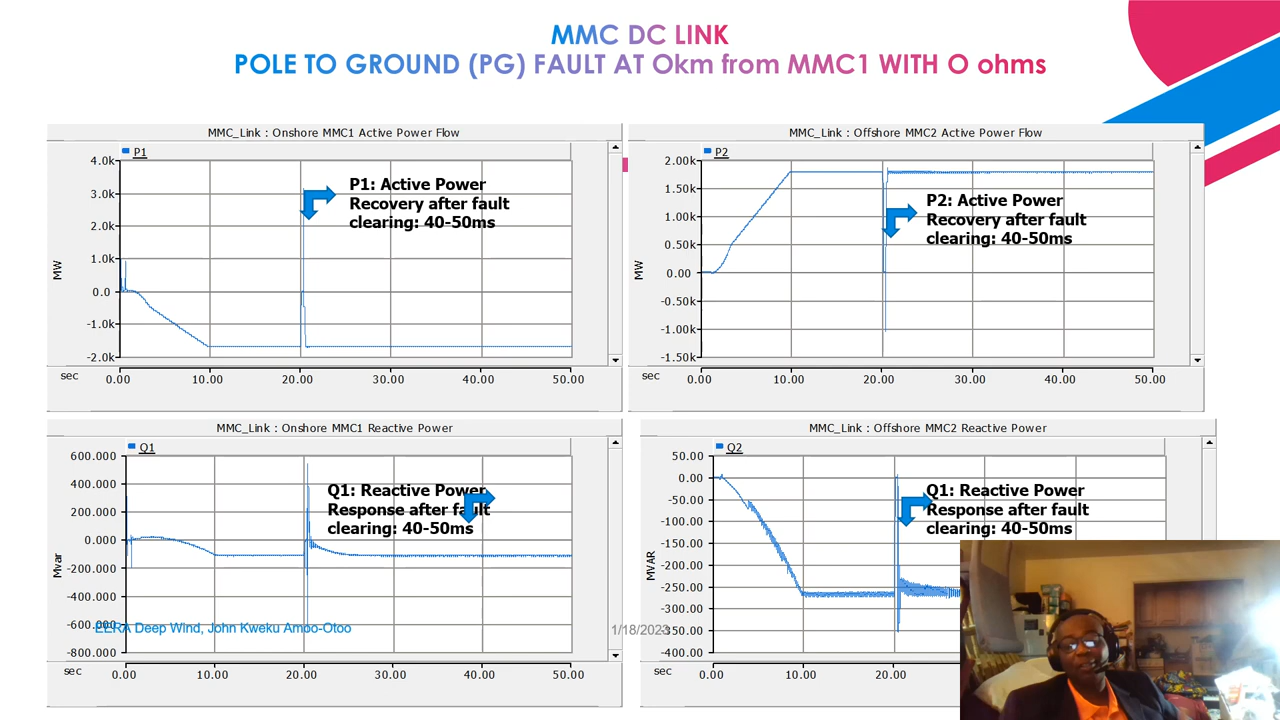 MMC DC LINK
POLE TO GROUND (PG) FAULT AT Okm from MMC1 WITH O ohms
MMC_Link : Onshore MMC1 Active Power Flow
P1
4.0k
3.0k
2.0k
1.0k
0.0
-1.0k
-2.0k
MW
P1: Active Power
Recovery after fault
clearing: 40-50ms
sec
0.00
10.00
20.00
30.00
40.00
50.00
MMC_Link : Offshore MMC2 Active Power Flow
P2
2.00k
1.50k
1.00k
0.50k
0.00
-0.50k
-1.00k
-1.50k
MW
P2: Active Power
Recovery after fault
clearing: 40-50ms
sec
0.00
10.00
20.00
30.00
40.00
50.00
MMC_Link : Onshore MMC1 Reactive Power
Q1
600.000
400.000
200.000
0.000
-200.000
-400.000
-600.000
-800.000
Mvar
Q1: Reactive Power
Response after fault
clearing: 40-50ms
sec
0.00
10.00
20.00
30.00
40.00
50.00
MMC_Link : Offshore MMC2 Reactive Power
Q2
50.00
0.00
-50.00
-100.00
-150.00
-200.00
-250.00
-300.00
-350.00
-400.00
MVAR
Q1: Reactive Power
Response after fault
clearing: 40-50ms
sec
0.00
10.00
20.00
EERA Deep Wind, John Kweku Amoo-Otoo
1/18/2023